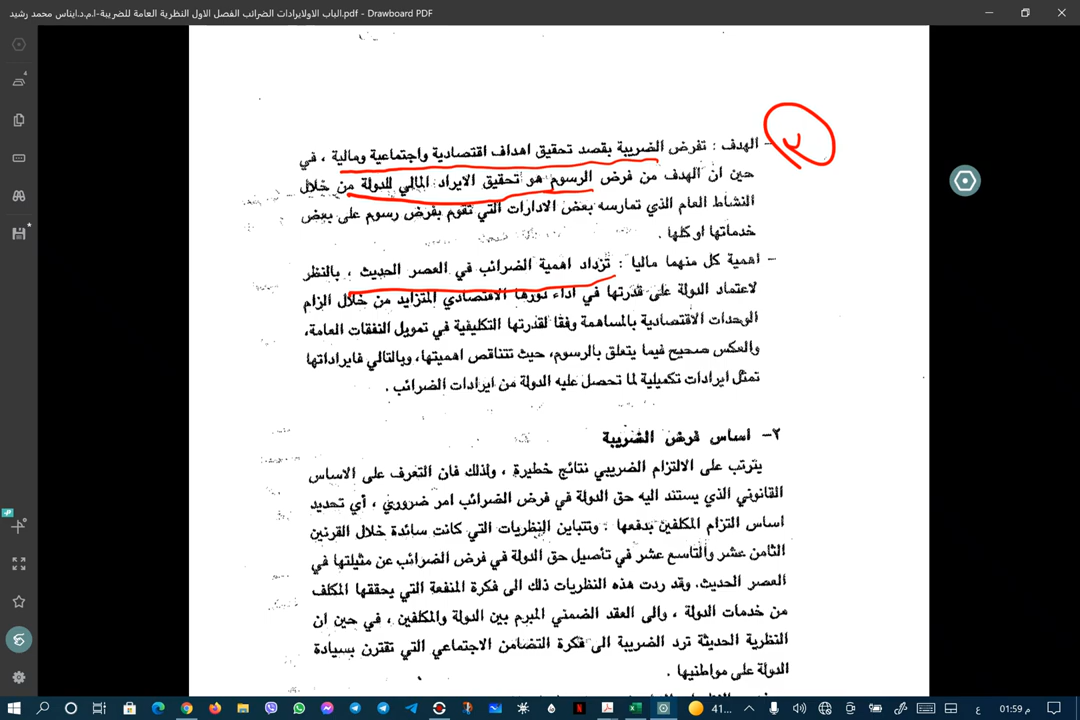 الباب الاولايرادات الضرائب الفصل الاول النظرية العامة للضريبة-ا.م.د.ايناس محمد رشيد.pdf - Drawboard PDF
- الهدف : تفرض الضريبة بقصد تحقيق اهداف اقتصادية واجتماعية ومالية ، في
حين ان الهدف من فرض الرسوم هو تحقيق الايراد المالي للدولة من خلال
النشاط العام الذي تمارسه بعض الادارات التي تقوم بفرض رسوم على بعض
خدماتها اوكلها .
- اهمية كل منهما ماليا : تزداد اهمية الضرائب في العصر الحديث ، بالنظر
لاعتماد الدولة على قدرتها في اداء دورها الاقتصادي المتزايد من خلال الزام
الوحدات الاقتصادية بالمساهمة وفقا لقدرتها التكليفية في تمويل النفقات العامة،
والعكس صحيح فيما يتعلق بالرسوم، حيث تتناقص اهميتها، وبالتالي فايراداتها
تمثل ايرادات تكميلية لما تحصل عليه الدولة من ايرادات الضرائب .
٢- اساس فرض الضريبة
يترتب على الالتزام الضريبي نتائج خطيرة ، ولذلك فان التعرف على الاساس
القانوني الذي يستند اليه حق الدولة في فرض الضرائب امر ضروري ، أي تحديد
اساس التزام المكلفين بدفعها . وتتباين النظريات التي كانت سائدة خلال القرنين
الثامن عشر والتاسع عشر في تأصيل حق الدولة في فرض الضرائب عن مثيلتها في
العصر الحديث. وقد ردت هذه النظريات ذلك الى فكرة المنفعة التي يحققها المكلف
من خدمات الدولة ، والى العقد الضمني المبرم بين الدولة والمكلفين ، في حين ان
النظرية الحديثة ترد الضريبة الى فكرة التضامن الاجتماعي التي تقترن بسيادة
الدولة على مواطنيها .
41...
ع
01:59 م